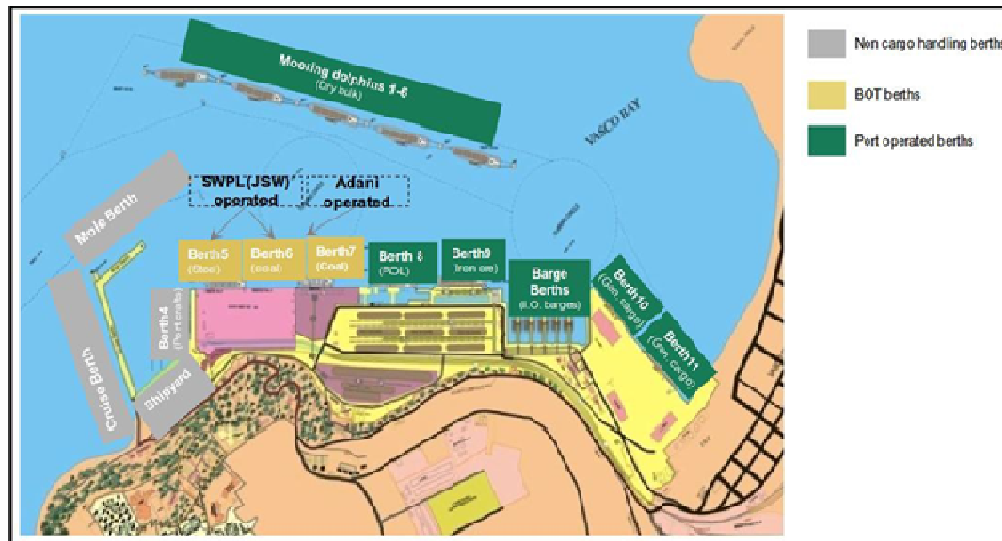 Mooring dolphins 1-6
(Dry bulk)
VASCO BAY
Non cargo handling berths
BOT berths
Port operated berths
SWPL(JSW)
operated
Adani
operated
Mole Berth
Berth5
(Steel)
Berth6
(coal)
Berth7
(Coal)
Berth 8
(POL)
Berth9
(Iron ore)
Barge
Berths
(I.O. barges)
Berth10
(Gen. cargo)
Berth11
(Gen. cargo)
Berth4
(Port crafts)
Cruise Berth
Shipyard